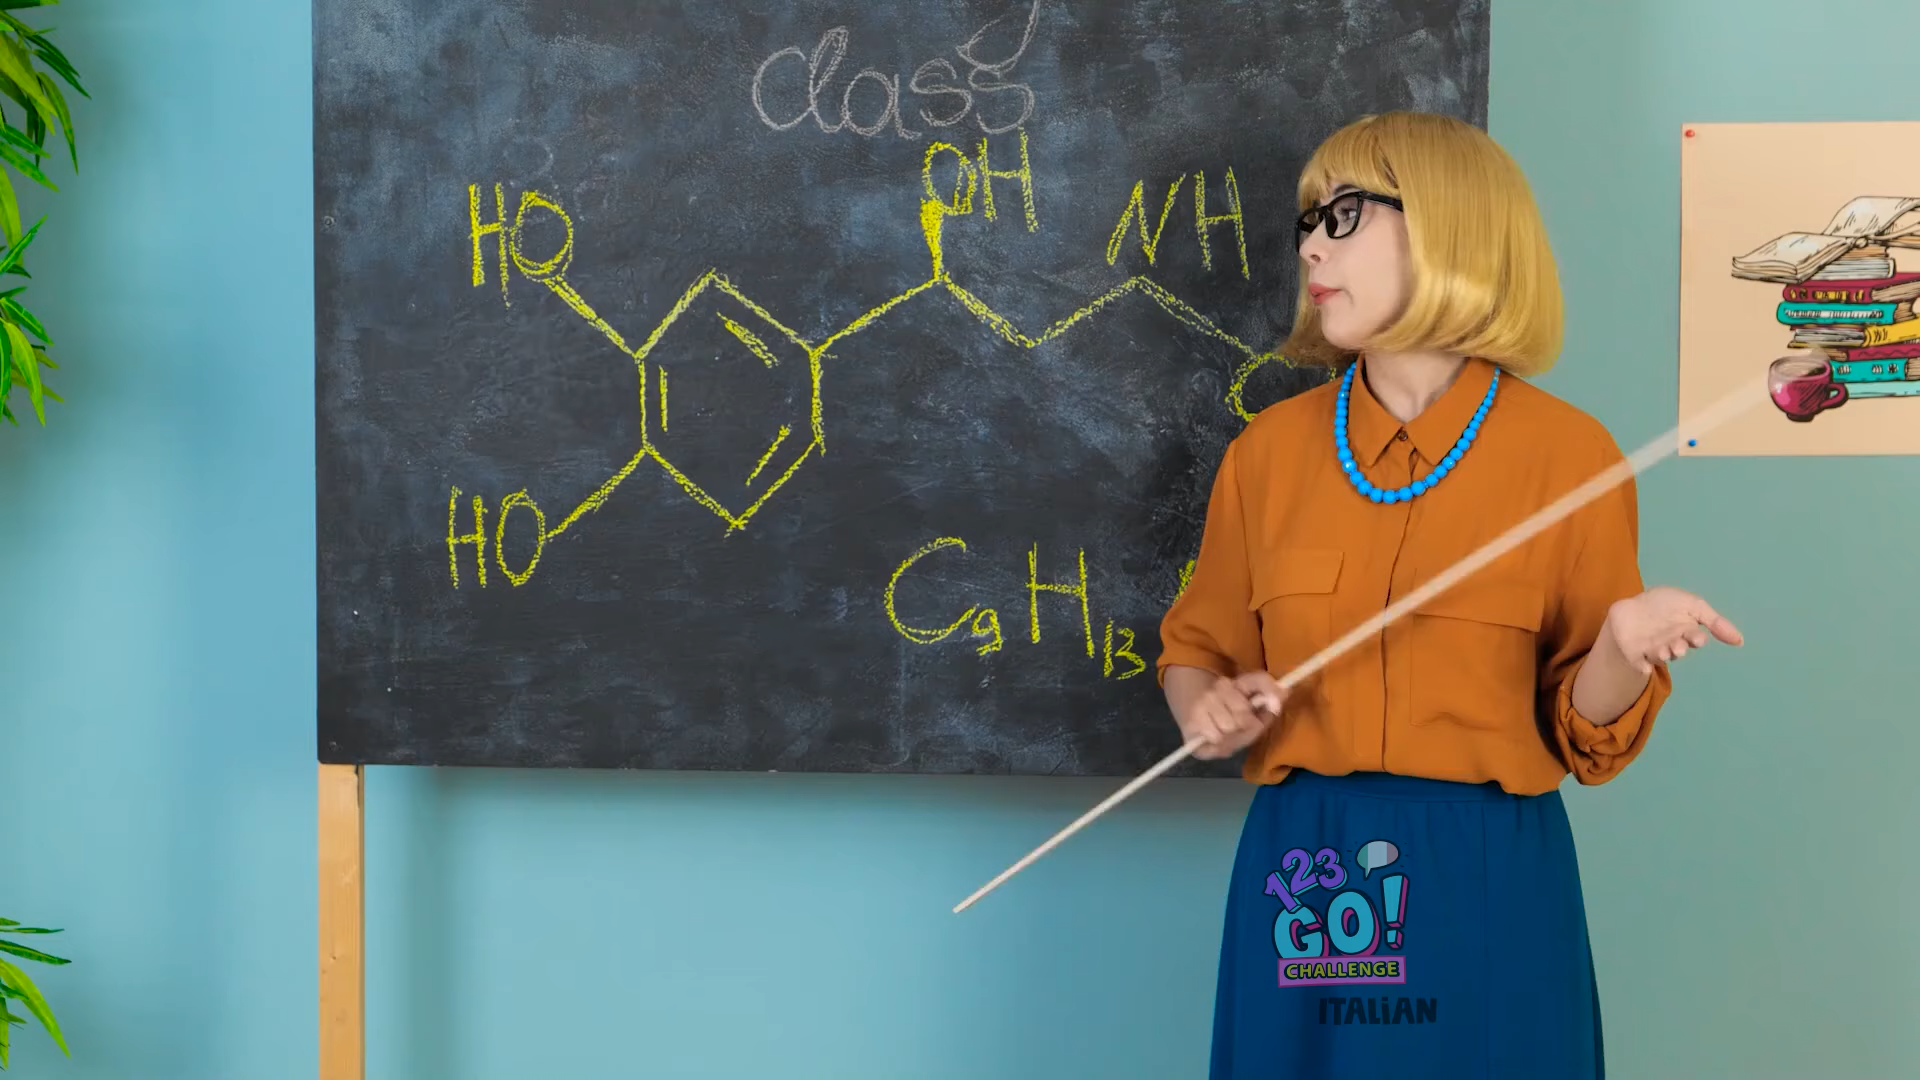 class
OH
HO
NH
C
HO
C9H13
123
GO!
CHALLENGE
ITALiAN